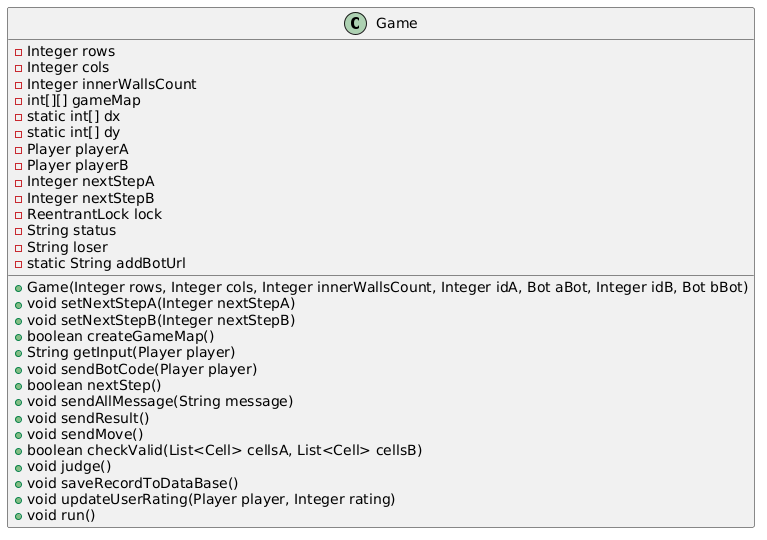 C Game
Integer rows
Integer cols
Integer innerWallsCount
int[][] gameMap
static int[] dx
static int[] dy
Player playerA
Player playerB
Integer nextStepA
Integer nextStepB
ReentrantLock lock
String status
String loser
static String addBotUrl
Game(Integer rows, Integer cols, Integer innerWallsCount, Integer idA, Bot aBot, Integer idB, Bot bBot)
void setNextStepA(Integer nextStepA)
void setNextStepB(Integer nextStepB)
boolean createGameMap()
String getInput(Player player)
void sendBotCode(Player player)
boolean nextStep()
void sendAllMessage(String message)
void sendResult()
void sendMove()
boolean checkValid(List<Cell> cellsA, List<Cell> cellsB)
void judge()
void saveRecordToDataBase()
void updateUserRating(Player player, Integer rating)
void run()